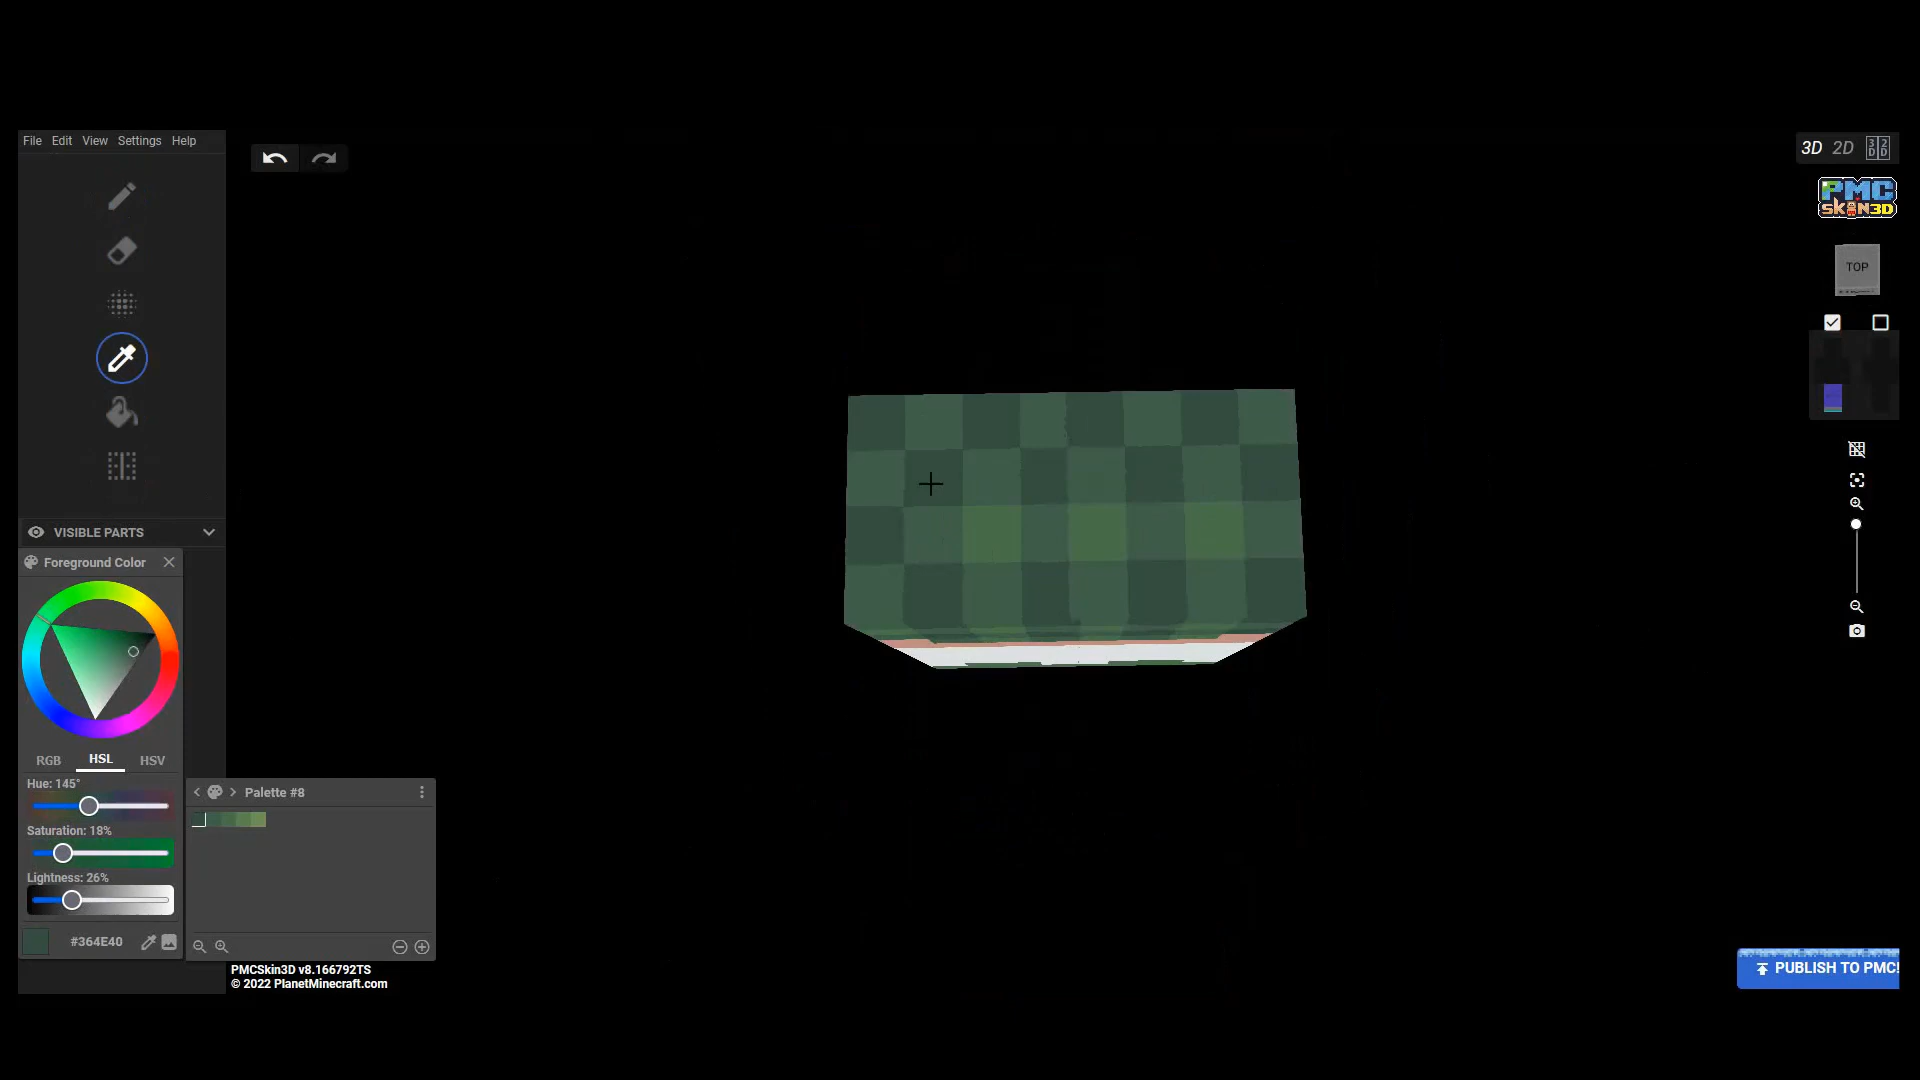 File Edit View Settings Help
3D 2D
PMC
SKIN3D
TOP
VISIBLE PARTS
Foreground Color
RGB HSL HSV
Hue: 145°
Saturation: 18%
Lightness: 26%
#364E40
Palette #8
PMCSkin3D v8.166792TS
© 2022 PlanetMinecraft.com
PUBLISH TO PMC!